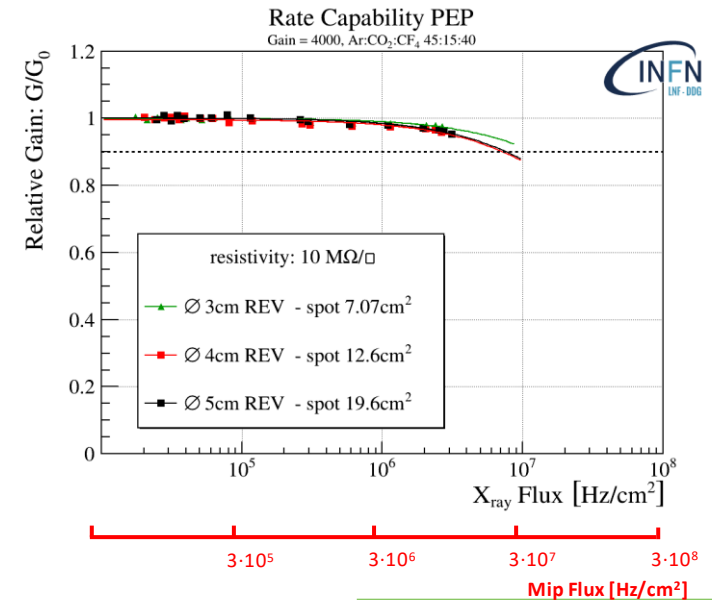 Rate Capability PEP
Gain = 4000, Ar:CO₂:CF₄ 45:15:40
INFN
LNF - DDG
Relative Gain: G/G₀
1.2
1
0.8
0.6
0.4
0.2
0
resistivity: 10 MΩ/□
∅ 3cm REV - spot 7.07cm²
∅ 4cm REV - spot 12.6cm²
∅ 5cm REV - spot 19.6cm²
10⁵ 10⁶ 10⁷ 10⁸
Xray Flux [Hz/cm²]
3·10⁵ 3·10⁶ 3·10⁷ 3·10⁸
Mip Flux [Hz/cm²]